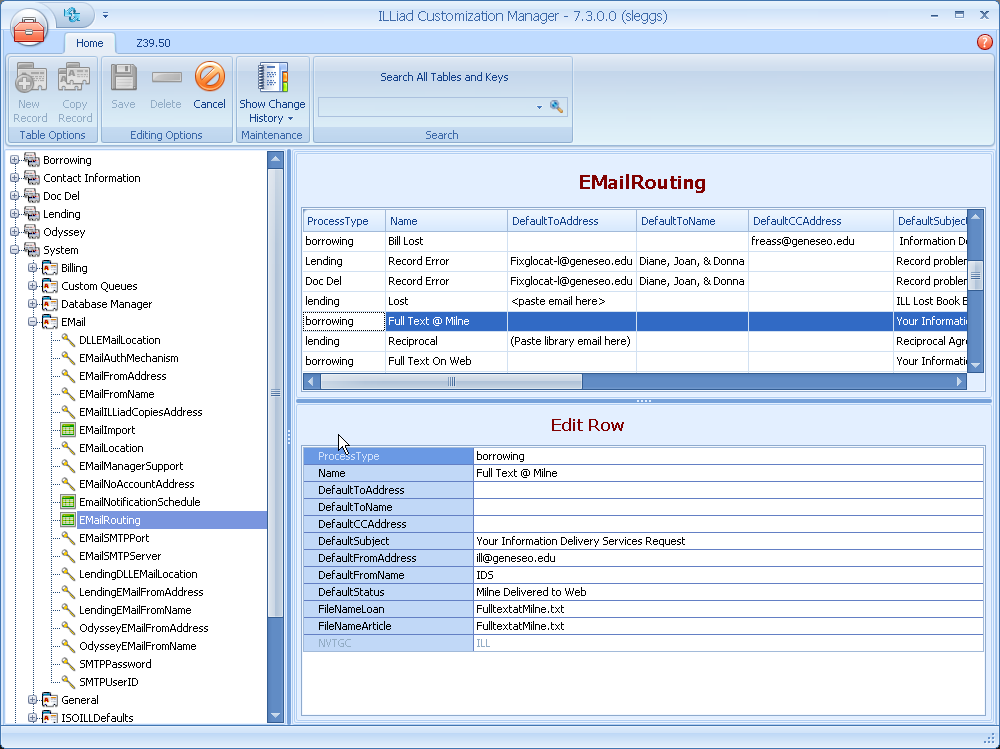 ILLiad Customization Manager - 7.3.0.0 (sleggs)
Home Z39.50
Search All Tables and Keys
New Record
Copy Record
Save
Delete
Cancel
Show Change History
Table Options
Editing Options
Maintenance
Search
Borrowing
Contact Information
Doc Del
Lending
Odyssey
System
Billing
Custom Queues
Database Manager
EMail
DLLEMailLocation
EMailAuthMechanism
EMailFromAddress
EMailFromName
EMailILLiadCopiesAddress
EMailImport
EMailLocation
EMailManagerSupport
EMailNoAccountAddress
EmailNotificationSchedule
EMailRouting
EMailSMTPPort
EMailSMTPServer
LendingDLLEMailLocation
LendingEMailFromAddress
LendingEMailFromName
OdysseyEMailFromAddress
OdysseyEMailFromName
SMTPPassword
SMTPUserID
General
ISOILLDefaults
EMailRouting
ProcessType Name DefaultToAddress DefaultToName DefaultCCAddress DefaultSubject
borrowing Bill Lost freass@geneseo.edu Information De
Lending Record Error Fixglocat-l@geneseo.edu Diane, Joan, & Donna Record problem
Doc Del Record Error Fixglocat-l@geneseo.edu Diane, Joan, & Donna Record problem
lending Lost <paste email here> ILL Lost Book B
borrowing Full Text @ Milne Your Informatio
lending Reciprocal (Paste library email here) Reciprocal Agre
borrowing Full Text On Web Your Informatio
Edit Row
ProcessType borrowing
Name Full Text @ Milne
DefaultToAddress
DefaultToName
DefaultCCAddress
DefaultSubject Your Information Delivery Services Request
DefaultFromAddress ill@geneseo.edu
DefaultFromName IDS
DefaultStatus Milne Delivered to Web
FileNameLoan FulltextatMilne.txt
FileNameArticle FulltextatMilne.txt
NVTGC ILL